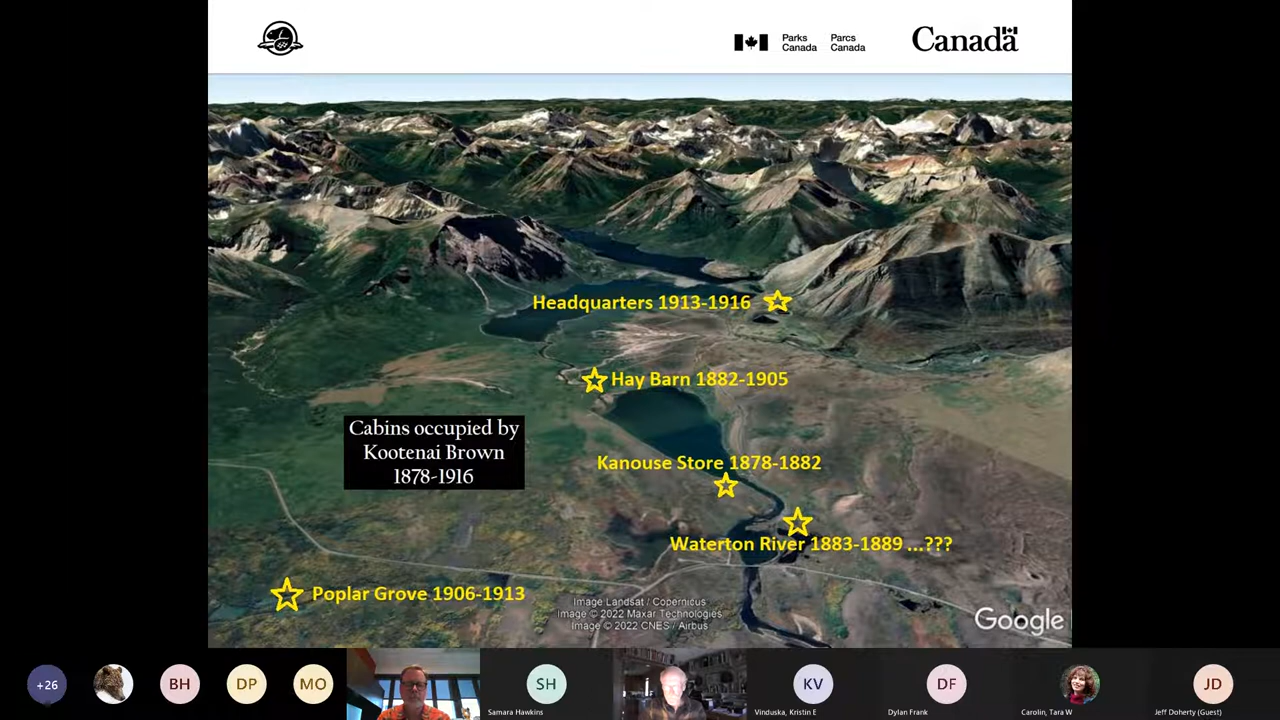 Parks
Canada
Parcs
Canada
Canada
Headquarters 1913-1916
Hay Barn 1882-1905
Cabins occupied by
Kootenai Brown
1878-1916
Kanouse Store 1878-1882
Waterton River 1883-1889 ...???
Poplar Grove 1906-1913
Image Landsat / Copernicus
Image © 2022 Maxar Technologies
Image © 2022 CNES / Airbus
Google
+26
BH
DP
MO
SH
Samara Hawkins
KV
Vinduska, Kristin E
DF
Dylan Frank
Carolin, Tara W
JD
Jeff Doherty (Guest)